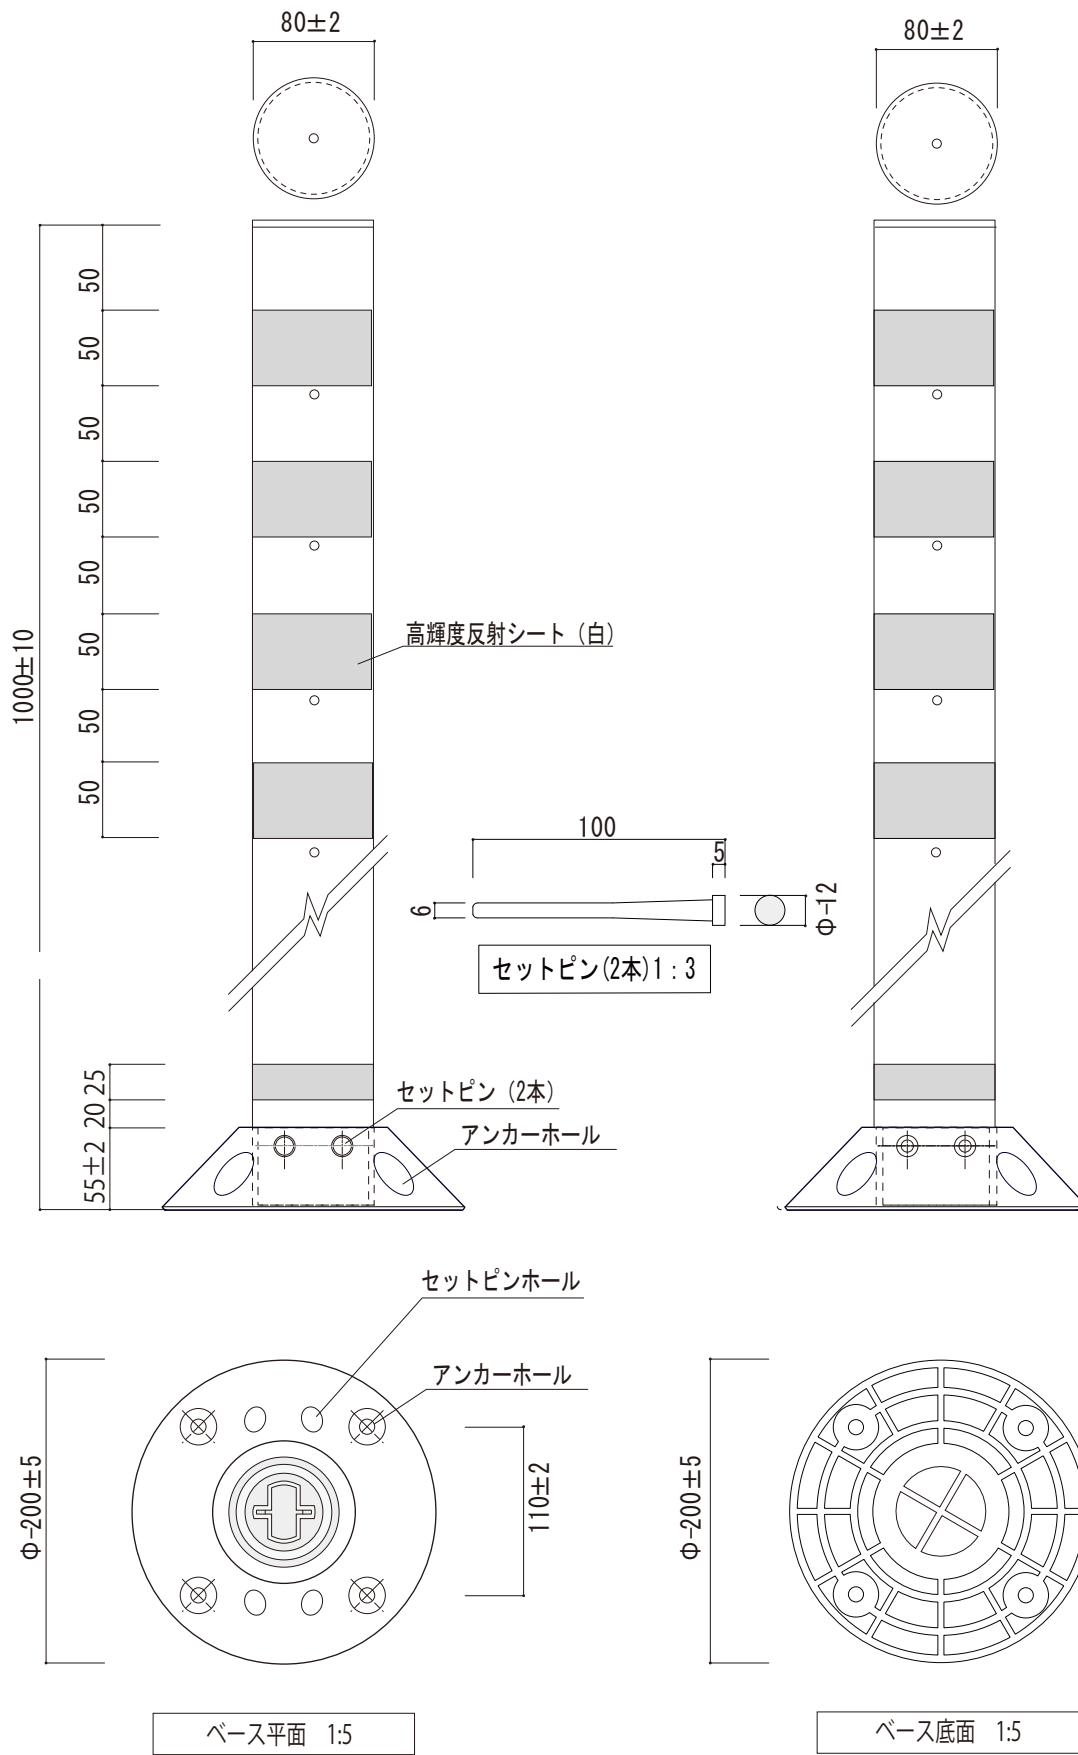 80±2
80±2
50
50
50
50
50
50
50
50
1000±10
高輝度反射シート（白）
100
5
6
Φ-12
セットピン(2本)1：3
25
20
55±2
セットピン（2本）
アンカーホール
セットピンホール
アンカーホール
Φ-200±5
110±2
Φ-200±5
ベース平面 1:5
ベース底面 1:5